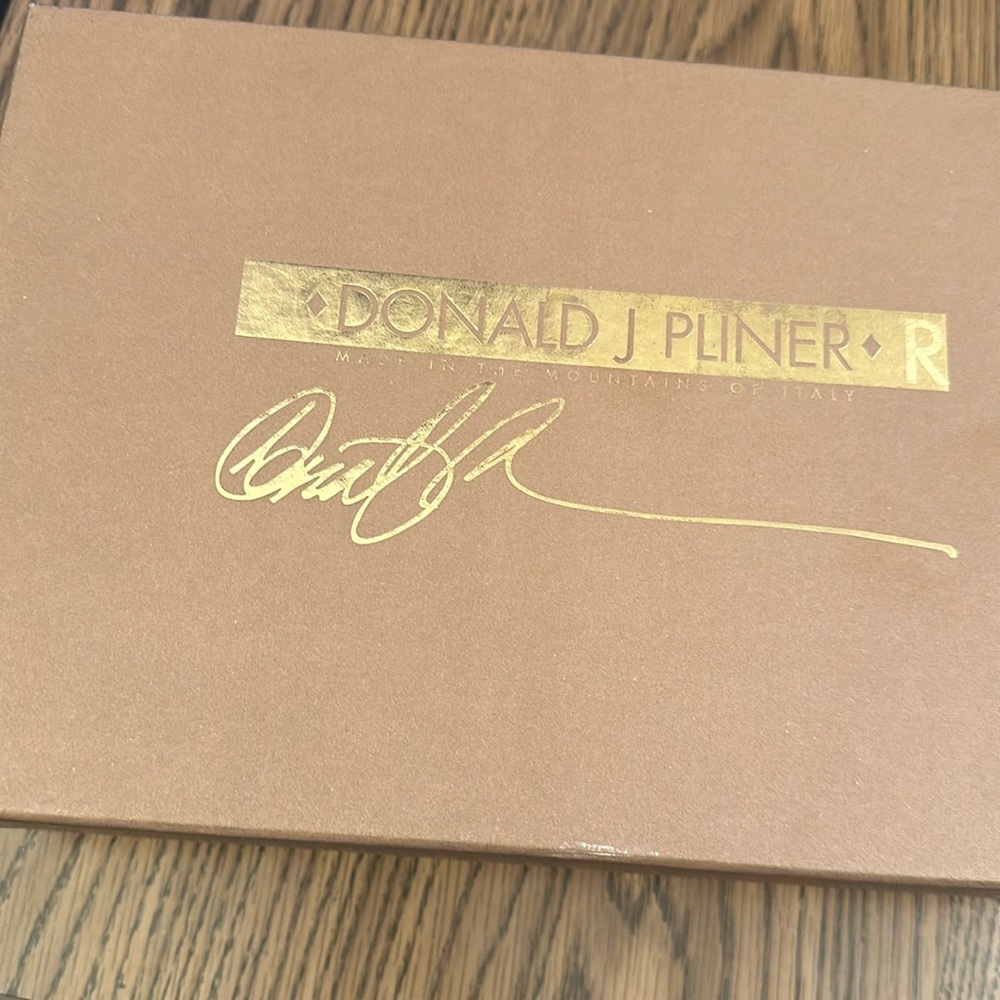 ♦DONALD J PLINER♦ R
MADE IN THE MOUNTAINS OF ITALY